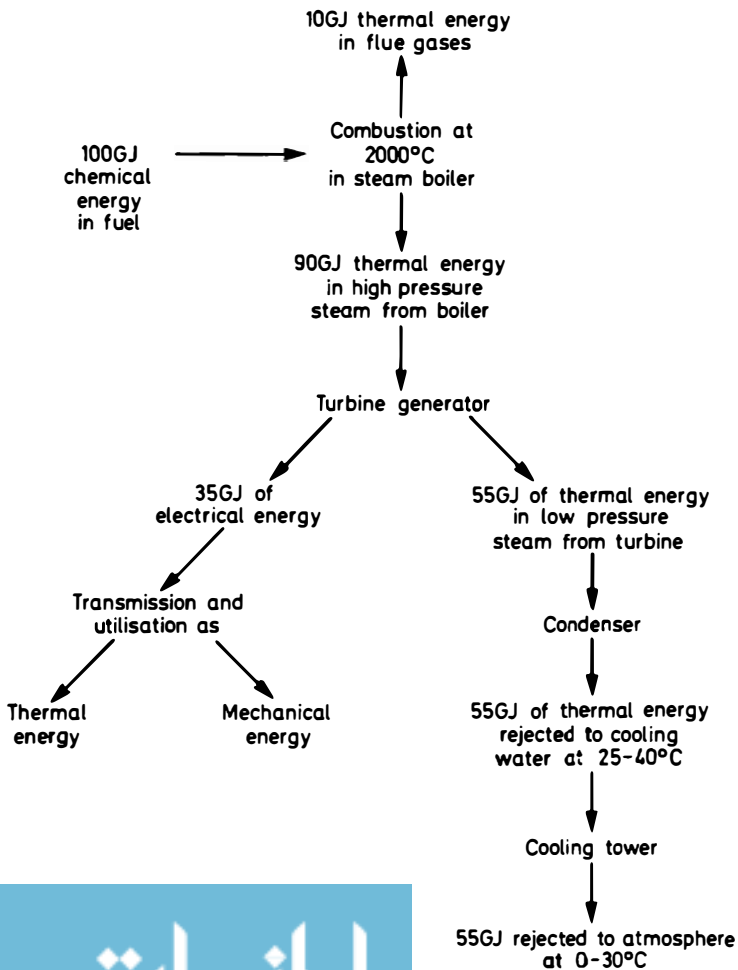 10GJ thermal energy
in flue gases
Combustion at
2000°C
in steam boiler
100GJ
chemical
energy
in fuel
90GJ thermal energy
in high pressure
steam from boiler
Turbine generator
35GJ of
electrical energy
55GJ of thermal energy
in low pressure
steam from turbine
Transmission and
utilisation as
Condenser
Thermal
energy
Mechanical
energy
55GJ of thermal energy
rejected to cooling
water at 25-40°C
Cooling tower
55GJ rejected to atmosphere
at 0-30°C